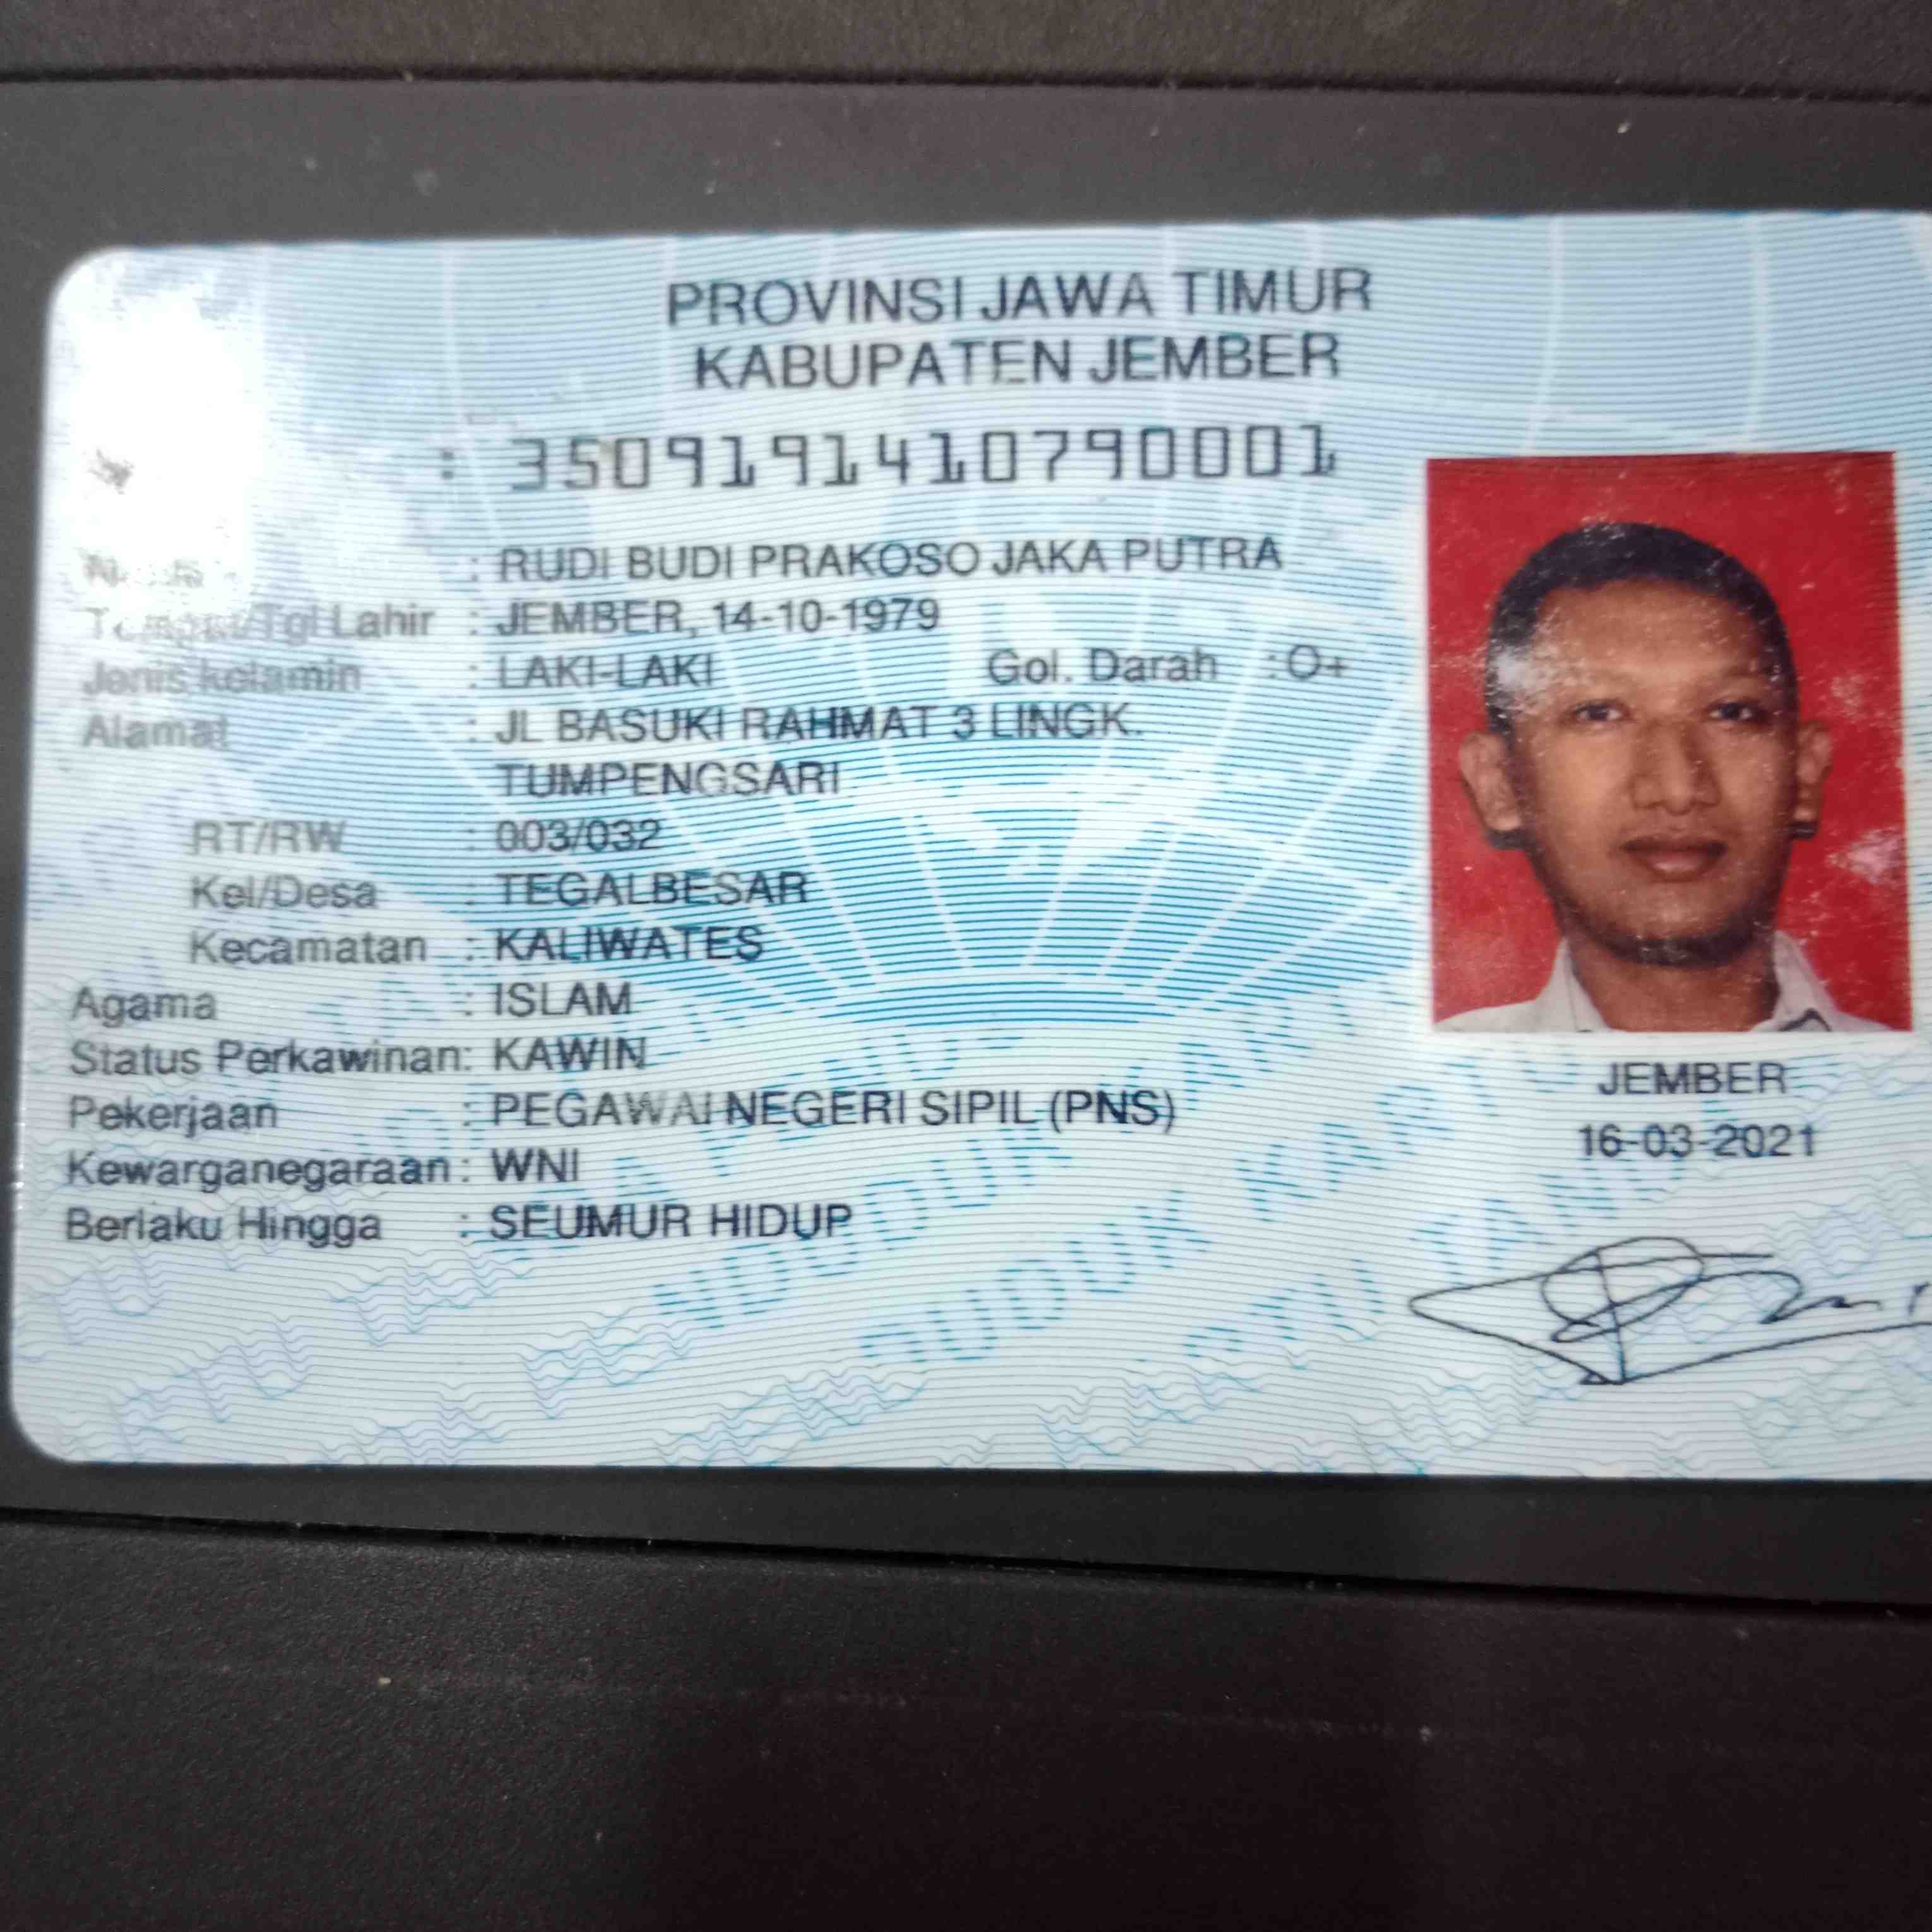 PROVINSI JAWA TIMUR
KABUPATEN JEMBER
: 3509191410790001
: RUDI BUDI PRAKOSO JAKA PUTRA
Tempat/Tgl Lahir : JEMBER, 14-10-1979
Jenis kelamin : LAKI-LAKI Gol. Darah : O+
Alamat : JL BASUKI RAHMAT 3 LINGK.
TUMPENGSARI
RT/RW : 003/032
Kel/Desa : TEGALBESAR
Kecamatan : KALIWATES
Agama : ISLAM
Status Perkawinan: KAWIN
Pekerjaan : PEGAWAI NEGERI SIPIL (PNS)
Kewarganegaraan: WNI
Berlaku Hingga : SEUMUR HIDUP
JEMBER
16-03-2021